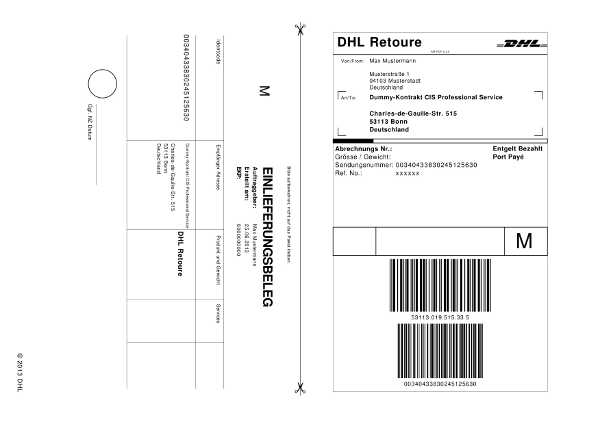 DHL Retoure
DHL
Von/From: Max Mustermann
Musterstraße 1
04103 Musterstadt
Deutschland
An/To: Dummy-Kontrakt CIS Professional Service
Charles-de-Gaulle-Str. 515
53113 Bonn
Deutschland
Abrechnungs Nr.: Entgelt Bezahlt
Grösse / Gewicht: Port Payé
Sendungsnummer: 00340433830245125630
Ref. No.: xxxxxx
M
53113.019.515.33 5
00340433830245125630
Bitte aufbewahren, nicht auf das Paket kleben.
EINLIEFERUNGSBELEG
M
Auftraggeber: Max Mustermann
Erstellt am: 25.09.2013
EKP: 5000000000
Identcode Empfänger Adresse Produkt und Gewicht Services
00340433830245125630
Dummy-Kontrakt CIS Professional Service
Charles-de-Gaulle-Str. 515
53113 Bonn
Deutschland
DHL Retoure
Ggf. NZ Datum
© 2013 DHL